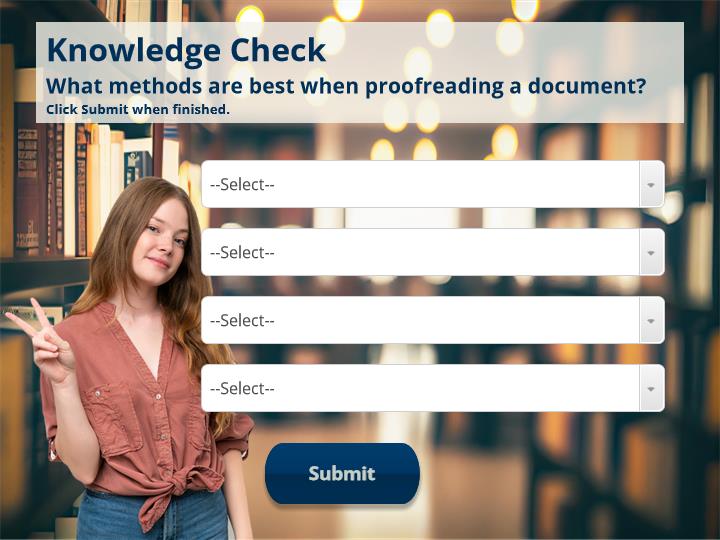 Knowledge Check
What methods are best when proofreading a document?
Click Submit when finished.
--Select--
--Select--
--Select--
--Select--
Submit